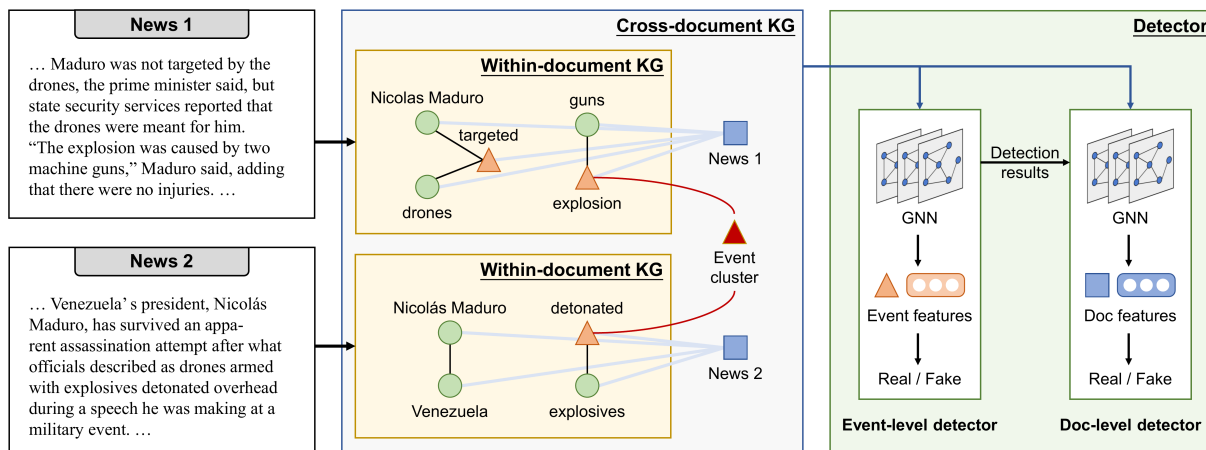 News 1
… Maduro was not targeted by the
drones, the prime minister said, but
state security services reported that
the drones were meant for him.
“The explosion was caused by two
machine guns,” Maduro said, adding
that there were no injuries. …
News 2
… Venezuela’s president, Nicolás
Maduro, has survived an appa-
rent assassination attempt after what
officials described as drones armed
with explosives detonated overhead
during a speech he was making at a
military event. …
Cross-document KG
Within-document KG
Nicolas Maduro
guns
targeted
drones
explosion
News 1
Event
cluster
Within-document KG
Nicolás Maduro
detonated
Venezuela
explosives
News 2
Detector
GNN
Detection
results
GNN
Event features
Doc features
Real / Fake
Real / Fake
Event-level detector
Doc-level detector